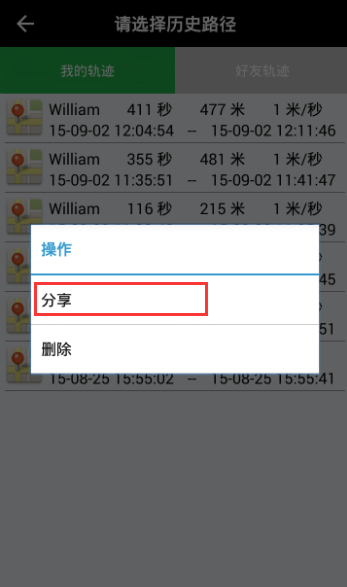 请选择历史路径
我的轨迹 好友轨迹
William 411 秒 477 米 1 米/秒
15-09-02 12:04:54 -- 15-09-02 12:11:46
William 355 秒 481 米 1 米/秒
15-09-02 11:35:51 -- 15-09-02 11:41:47
William 116 秒 215 米 1 米/秒
39
操作
45
分享
51
删除
15-08-25 15:55:02 -- 15-08-25 15:55:41